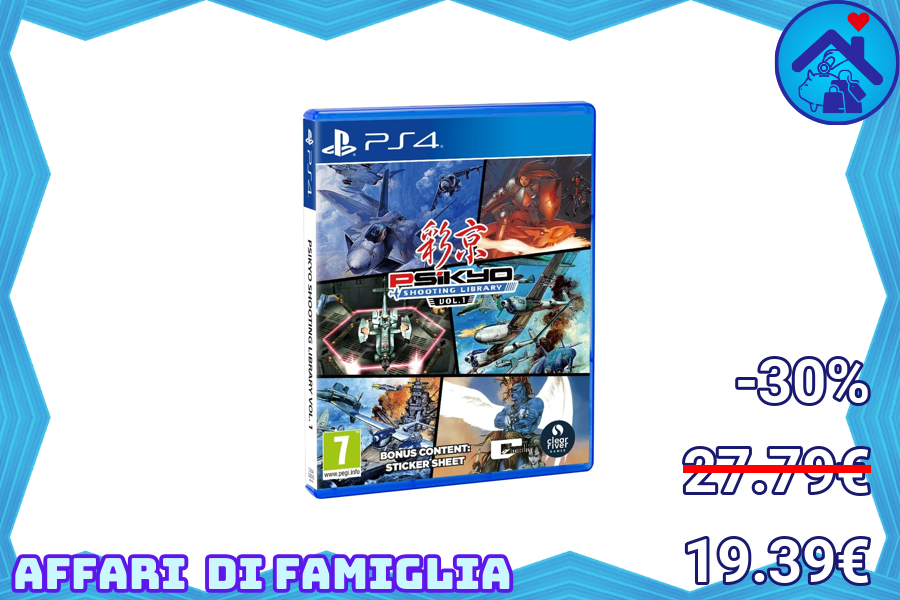 PS4
PS4
彩京
PSIKYO
SHOOTING LIBRARY
VOL.1
PSIKYO SHOOTING LIBRARY VOL.1
7
www.pegi.info
BONUS CONTENT:
STICKER SHEET
clear
river
GAMES
-30%
27.79€
19.39€
AFFARI DI FAMIGLIA